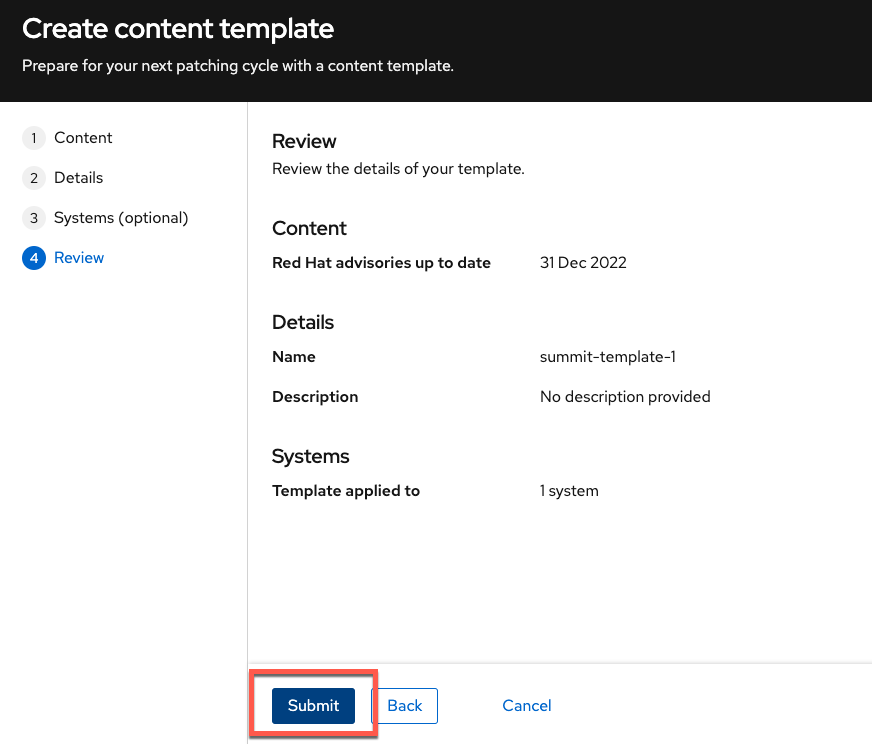 Create content template
Prepare for your next patching cycle with a content template.
1 Content
2 Details
3 Systems (optional)
4 Review
Review
Review the details of your template.
Content
Red Hat advisories up to date 31 Dec 2022
Details
Name summit-template-1
Description No description provided
Systems
Template applied to 1 system
Submit Back Cancel